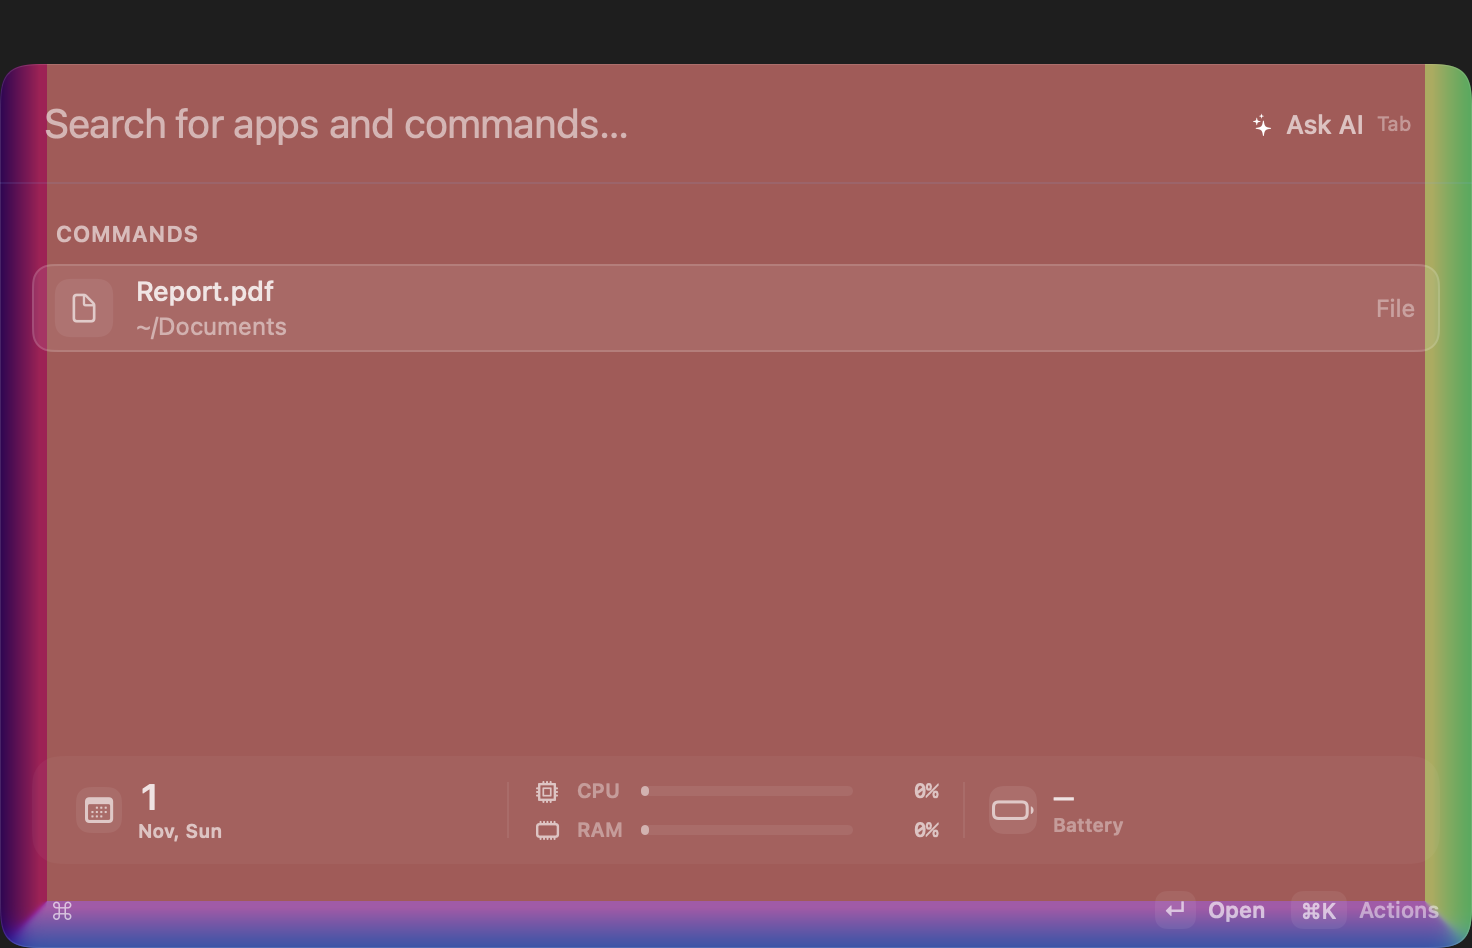 Search for apps and commands...
Ask AI Tab
COMMANDS
Report.pdf
~/Documents
File
1
Nov, Sun
CPU 0%
RAM 0%
—
Battery
⌘ ↵ Open ⌘K Actions